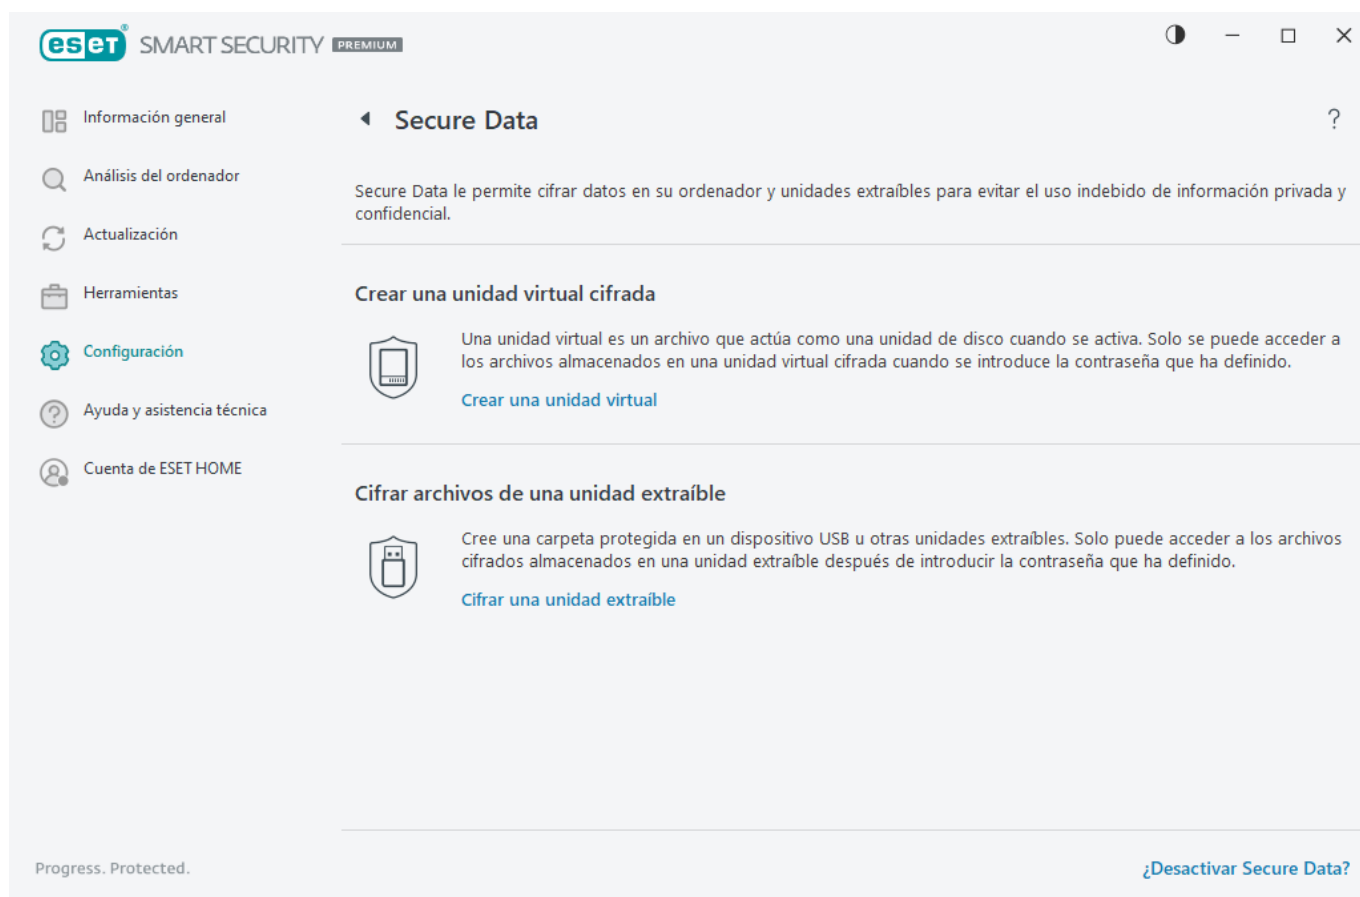 eset® SMART SECURITY PREMIUM
Información general
Análisis del ordenador
Actualización
Herramientas
Configuración
Ayuda y asistencia técnica
Cuenta de ESET HOME
Secure Data
?
Secure Data le permite cifrar datos en su ordenador y unidades extraíbles para evitar el uso indebido de información privada y
confidencial.
Crear una unidad virtual cifrada
Una unidad virtual es un archivo que actúa como una unidad de disco cuando se activa. Solo se puede acceder a
los archivos almacenados en una unidad virtual cifrada cuando se introduce la contraseña que ha definido.
Crear una unidad virtual
Cifrar archivos de una unidad extraíble
Cree una carpeta protegida en un dispositivo USB u otras unidades extraíbles. Solo puede acceder a los archivos
cifrados almacenados en una unidad extraíble después de introducir la contraseña que ha definido.
Cifrar una unidad extraíble
Progress. Protected.
¿Desactivar Secure Data?